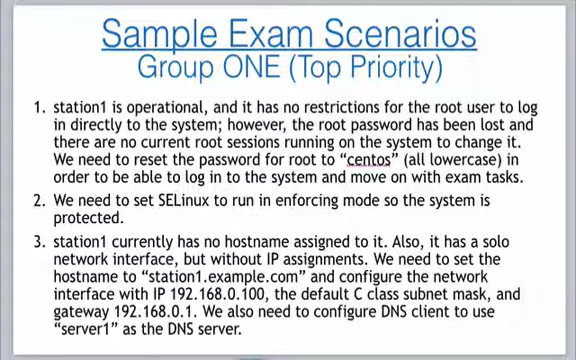 Sample Exam Scenarios
Group ONE (Top Priority)
1. station1 is operational, and it has no restrictions for the root user to log
in directly to the system; however, the root password has been lost and
there are no current root sessions running on the system to change it.
We need to reset the password for root to “centos” (all lowercase) in
order to be able to log in to the system and move on with exam tasks.
2. We need to set SELinux to run in enforcing mode so the system is
protected.
3. station1 currently has no hostname assigned to it. Also, it has a solo
network interface, but without IP assignments. We need to set the
hostname to “station1.example.com” and configure the network
interface with IP 192.168.0.100, the default C class subnet mask, and
gateway 192.168.0.1. We also need to configure DNS client to use
“server1” as the DNS server.